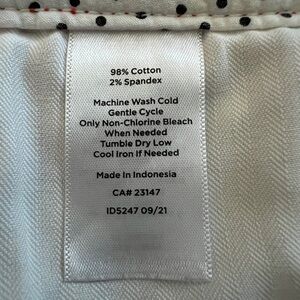 98% Cotton
2% Spandex
Machine Wash Cold
Gentle Cycle
Only Non-Chlorine Bleach
When Needed
Tumble Dry Low
Cool Iron If Needed
Made In Indonesia
CA# 23147
ID5247 09/21